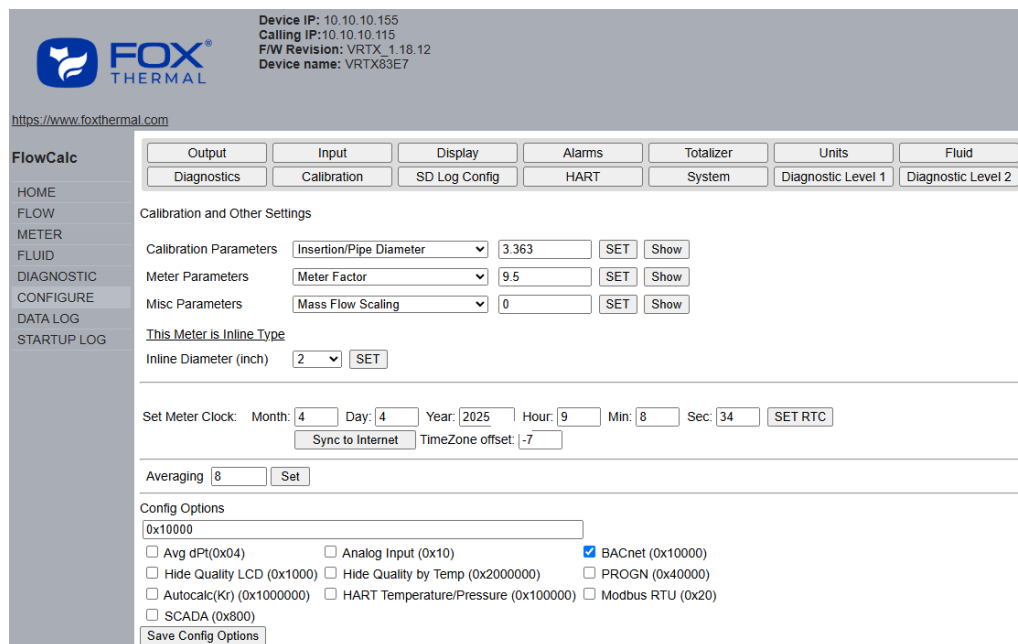 Device IP: 10.10.10.155
Calling IP:10.10.10.115
F/W Revision: VRTX_1.18.12
Device name: VRTX83E7
FOX®
THERMAL
https://www.foxthermal.com
FlowCalc
HOME
FLOW
METER
FLUID
DIAGNOSTIC
CONFIGURE
DATA LOG
STARTUP LOG
Output Input Display Alarms Totalizer Units Fluid
Diagnostics Calibration SD Log Config HART System Diagnostic Level 1 Diagnostic Level 2
Calibration and Other Settings
Calibration Parameters Insertion/Pipe Diameter 3.363 SET Show
Meter Parameters Meter Factor 9.5 SET Show
Misc Parameters Mass Flow Scaling 0 SET Show
This Meter is Inline Type
Inline Diameter (inch) 2 SET
Set Meter Clock: Month: 4 Day: 4 Year: 2025 Hour: 9 Min: 8 Sec: 34 SET RTC
Sync to Internet TimeZone offset: -7
Averaging 8 Set
Config Options
0x10000
Avg dPt(0x04) Analog Input (0x10) BACnet (0x10000)
Hide Quality LCD (0x1000) Hide Quality by Temp (0x2000000) PROGN (0x40000)
Autocalc(Kr) (0x1000000) HART Temperature/Pressure (0x100000) Modbus RTU (0x20)
SCADA (0x800)
Save Config Options